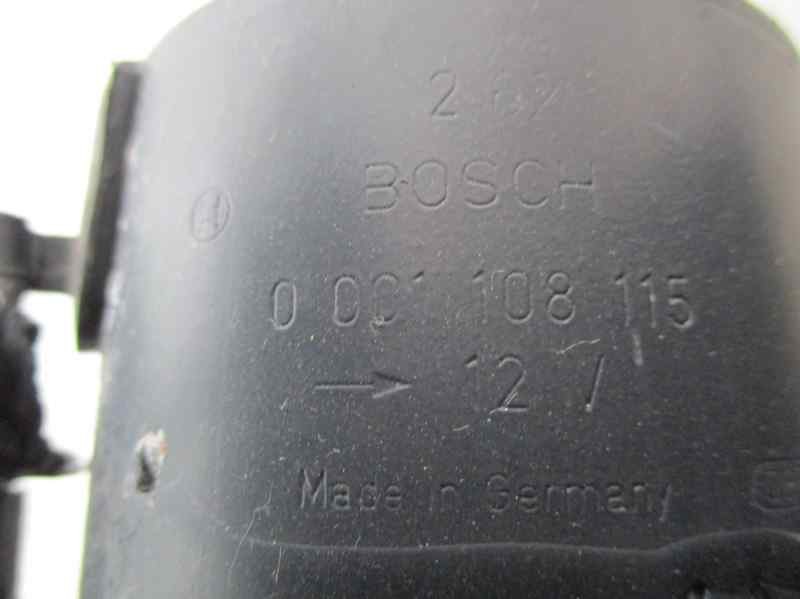 BOSCH
0 001 108 115
→ 12 V
Made in Germany